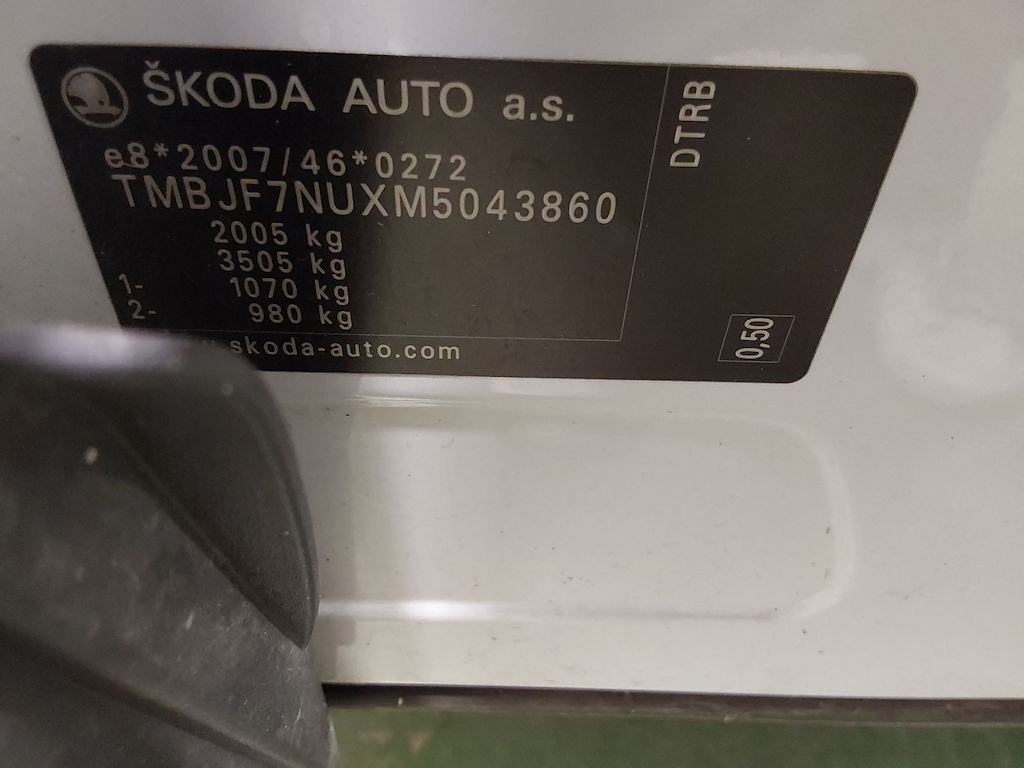 ŠKODA AUTO a.s.
e8*2007/46*0272
TMBJF7NUXM5043860
2005 kg
3505 kg
1- 1070 kg
2- 980 kg
skoda-auto.com
DTRB
0,50